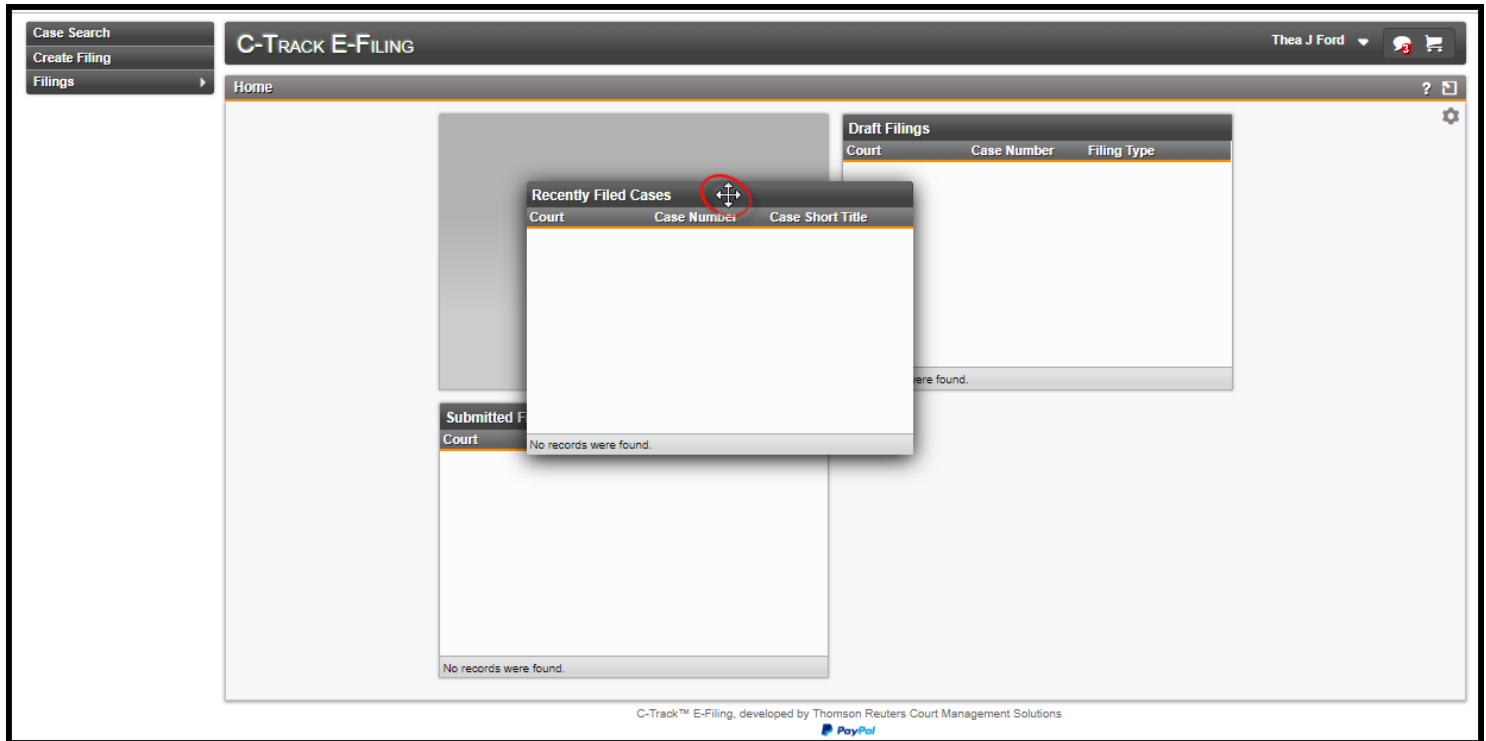 Case Search
Create Filing
Filings
C-Track E-Filing
Thea J Ford
3
Home
?
Draft Filings
Court Case Number Filing Type
Recently Filed Cases
Court Case Number Case Short Title
No records were found.
were found.
Submitted F
Court
No records were found.
C-Track™ E-Filing, developed by Thomson Reuters Court Management Solutions
PayPal